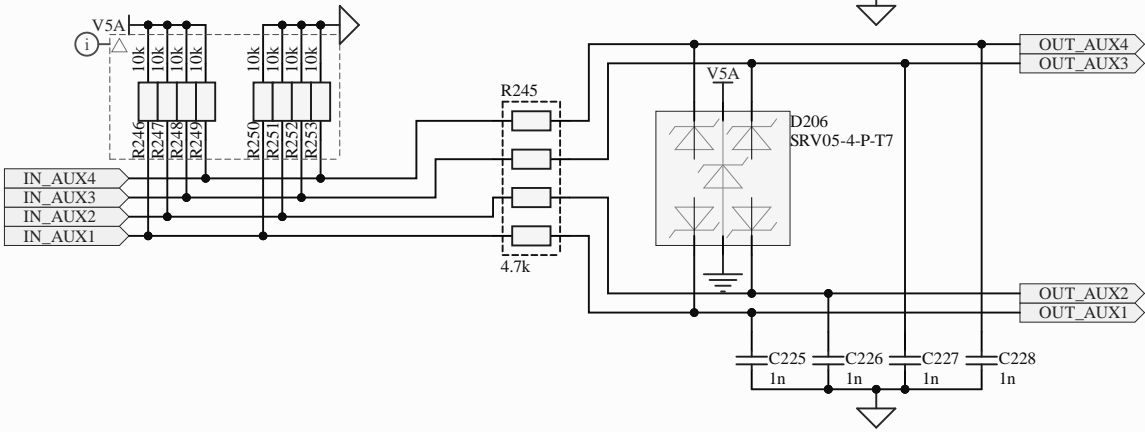 V5A
i
10k 10k 10k 10k
10k 10k 10k 10k
R246 R247 R248 R249
R250 R251 R252 R253
IN_AUX4
IN_AUX3
IN_AUX2
IN_AUX1
R245
4.7k
V5A
D206
SRV05-4-P-T7
OUT_AUX4
OUT_AUX3
OUT_AUX2
OUT_AUX1
C225 C226 C227 C228
1n 1n 1n 1n